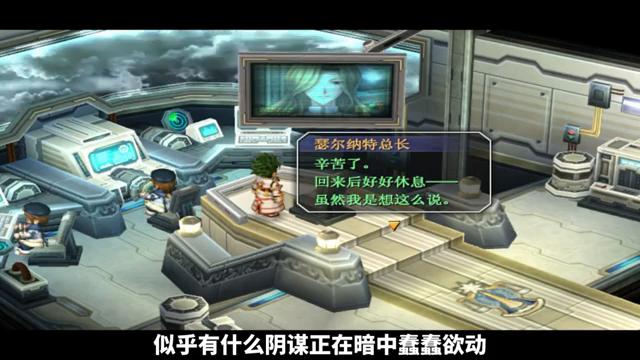 瑟尔纳特总长
辛苦了。
回来后好好休息——
虽然我是想这么说。
似乎有什么阴谋正在暗中蠢蠢欲动